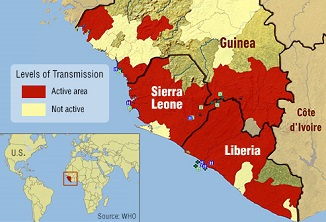 Guinea
Levels of Transmission
Active area
Not active
Sierra
Leone
Côte
d'Ivoire
Liberia
U.S.
Source: WHO